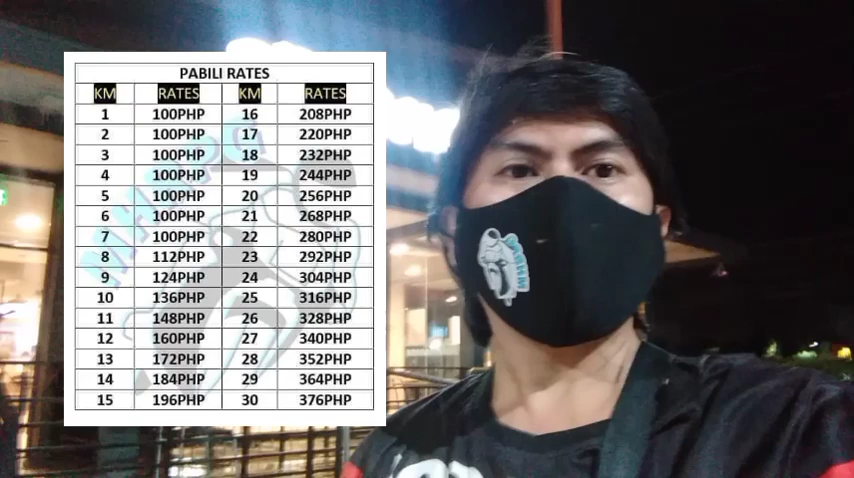 PABILI RATES
KM RATES KM RATES
1 100PHP 16 208PHP
2 100PHP 17 220PHP
3 100PHP 18 232PHP
4 100PHP 19 244PHP
5 100PHP 20 256PHP
6 100PHP 21 268PHP
7 100PHP 22 280PHP
8 112PHP 23 292PHP
9 124PHP 24 304PHP
10 136PHP 25 316PHP
11 148PHP 26 328PHP
12 160PHP 27 340PHP
13 172PHP 28 352PHP
14 184PHP 29 364PHP
15 196PHP 30 376PHP